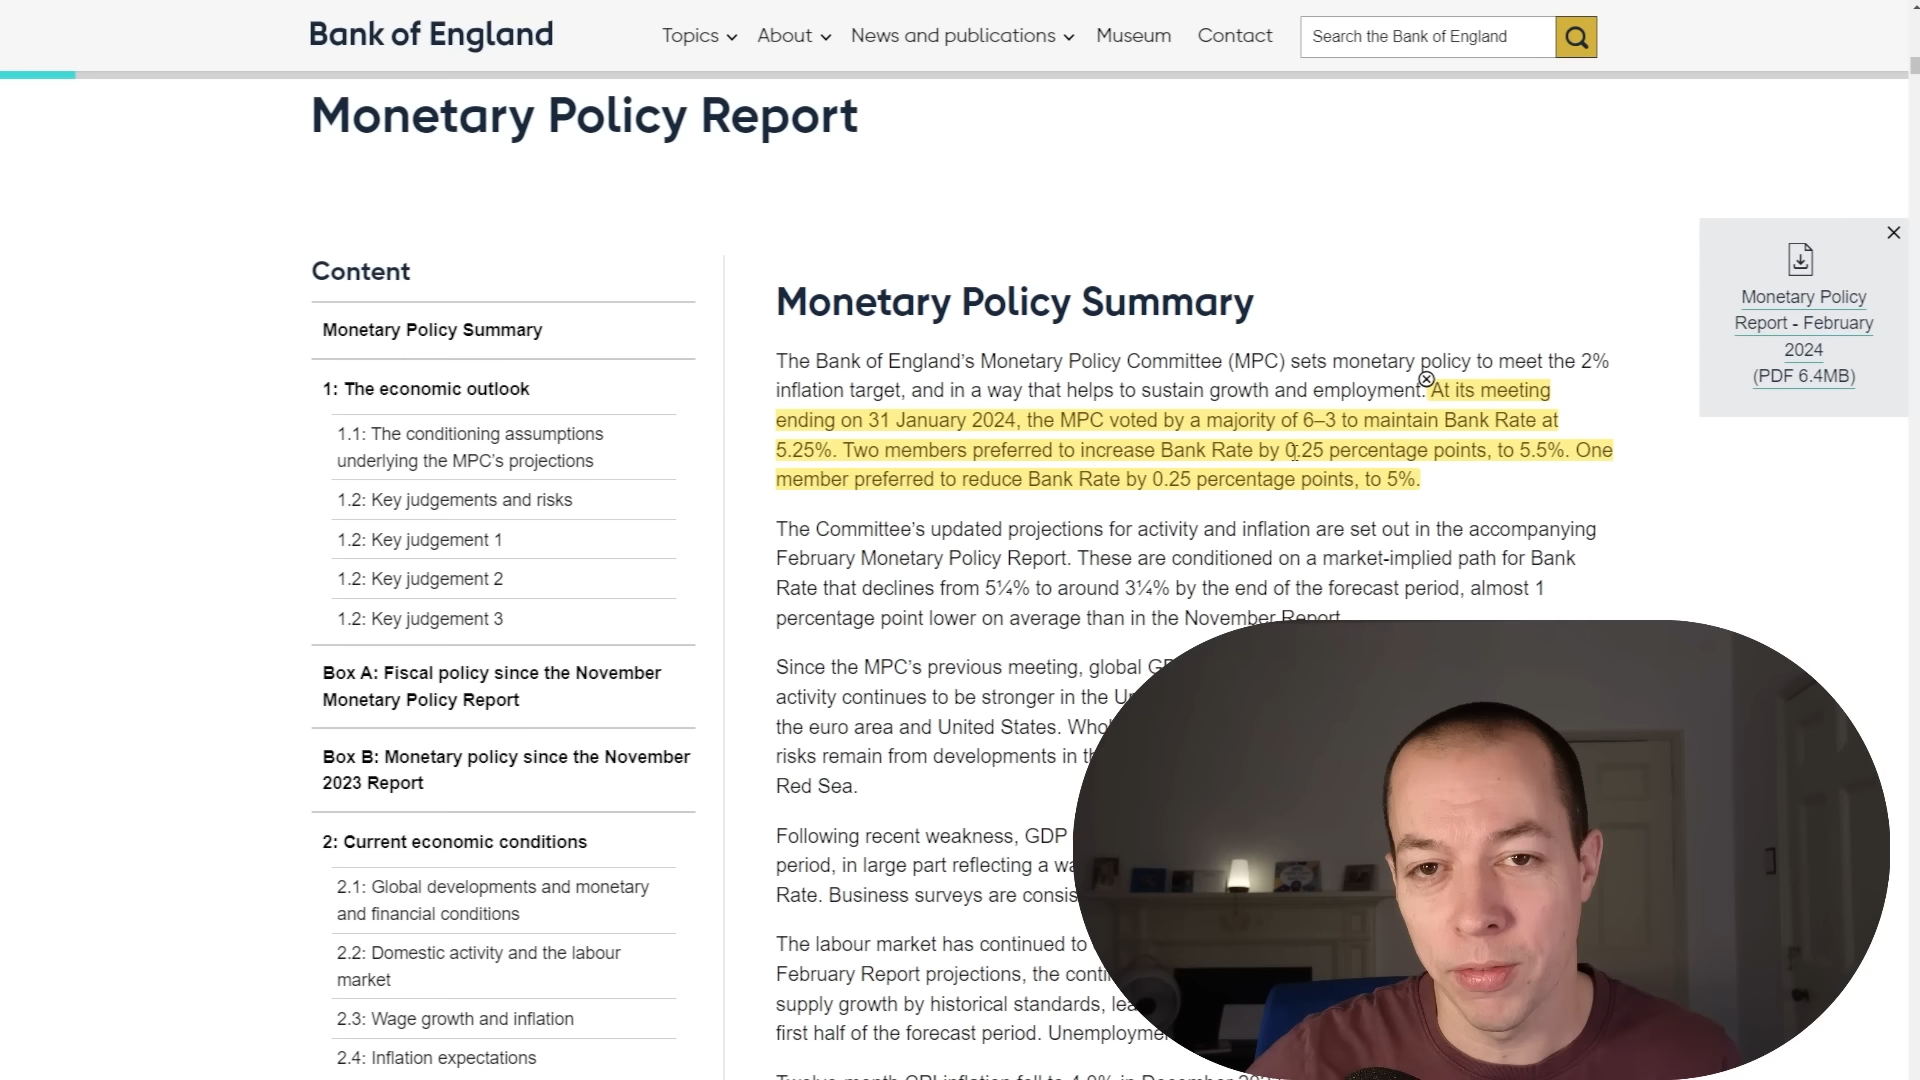 Bank of England
Topics
About
News and publications
Museum
Contact
Search the Bank of England
Monetary Policy Report
Content
Monetary Policy Summary
1: The economic outlook
1.1: The conditioning assumptions
underlying the MPC's projections
1.2: Key judgements and risks
1.2: Key judgement 1
1.2: Key judgement 2
1.2: Key judgement 3
Box A: Fiscal policy since the November
Monetary Policy Report
Box B: Monetary policy since the November
2023 Report
2: Current economic conditions
2.1: Global developments and monetary
and financial conditions
2.2: Domestic activity and the labour
market
2.3: Wage growth and inflation
2.4: Inflation expectations
Monetary Policy Summary
The Bank of England's Monetary Policy Committee (MPC) sets monetary policy to meet the 2%
inflation target, and in a way that helps to sustain growth and employment. At its meeting
ending on 31 January 2024, the MPC voted by a majority of 6–3 to maintain Bank Rate at
5.25%. Two members preferred to increase Bank Rate by 0.25 percentage points, to 5.5%. One
member preferred to reduce Bank Rate by 0.25 percentage points, to 5%.
The Committee's updated projections for activity and inflation are set out in the accompanying
February Monetary Policy Report. These are conditioned on a market-implied path for Bank
Rate that declines from 5¼% to around 3¼% by the end of the forecast period, almost 1
percentage point lower on average than in the November Report.
Since the MPC's previous meeting, global
activity continues to be stronger in the
the euro area and United States.
risks remain from developments in
Red Sea.
Following recent weakness, GDP
period, in large part reflecting a
Rate. Business surveys are
The labour market has continued to
February Report projections, the
supply growth by historical standards,
first half of the forecast period.
Monetary Policy
Report - February
2024
(PDF 6.4MB)